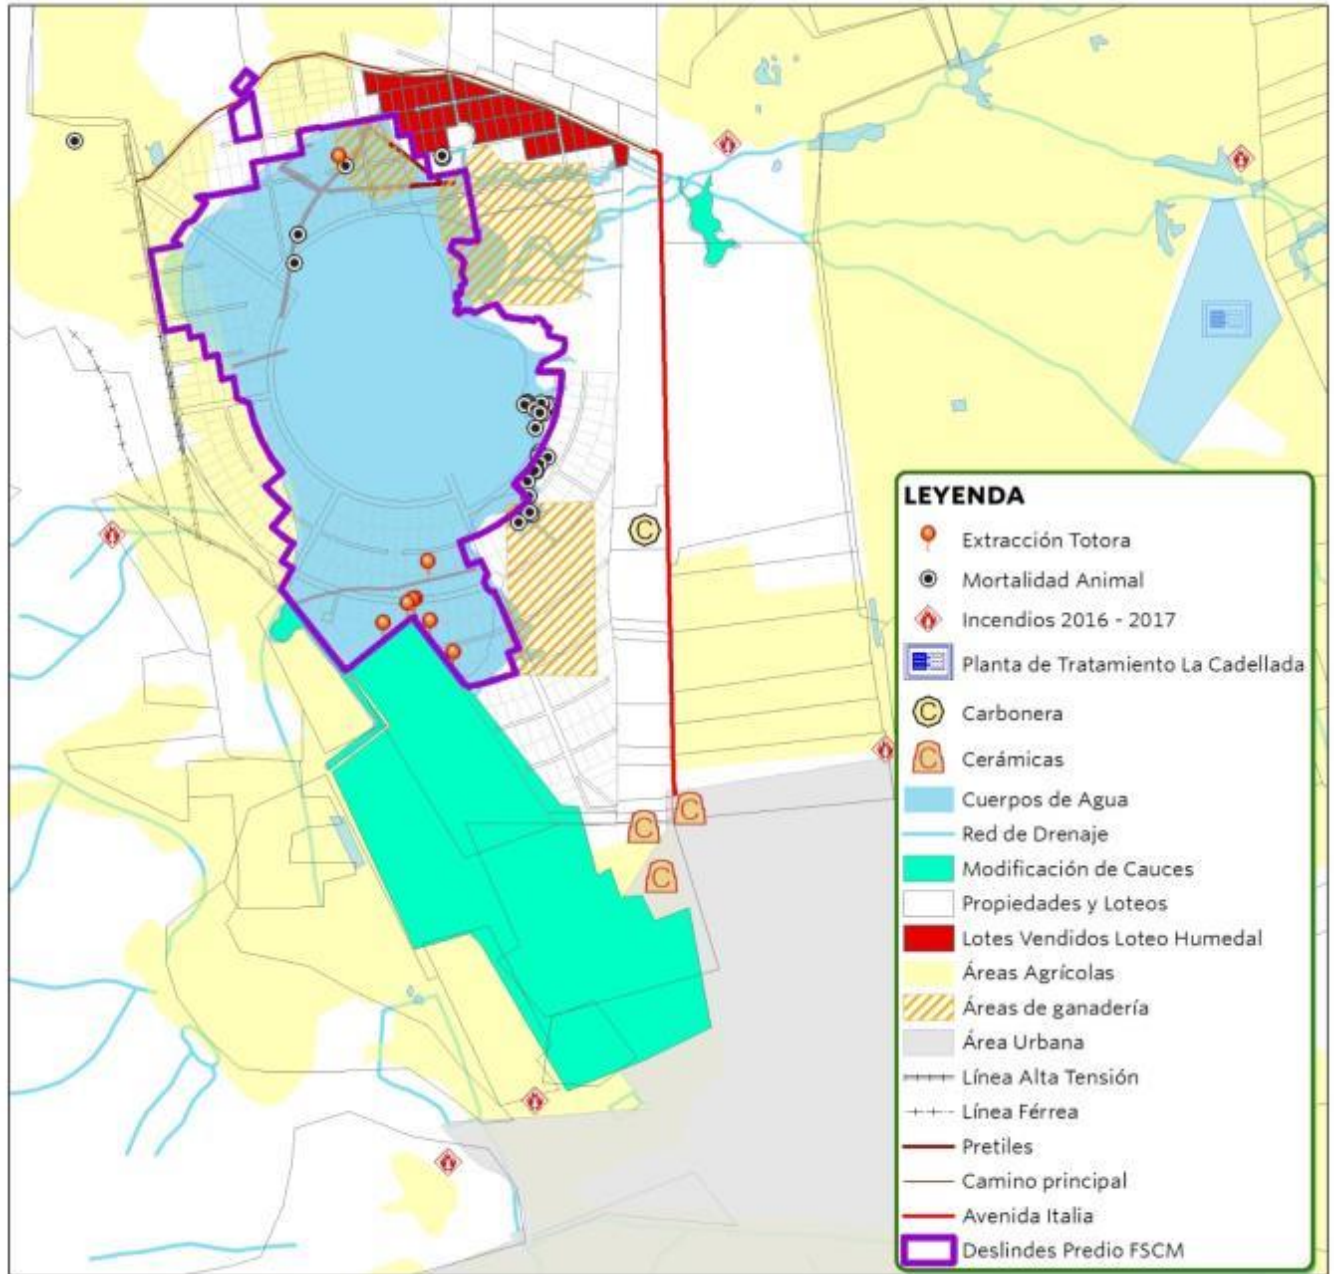 LEYENDA
Extracción Totora
Mortalidad Animal
Incendios 2016 - 2017
Planta de Tratamiento La Cadellada
C Carbonera
C Cerámicas
Cuerpos de Agua
Red de Drenaje
Modificación de Cauces
Propiedades y Loteos
Lotes Vendidos Loteo Humedal
Áreas Agrícolas
Áreas de ganadería
Área Urbana
Línea Alta Tensión
Línea Férrea
Pretiles
Camino principal
Avenida Italia
Deslindes Predio FSCM
C
C
C
C